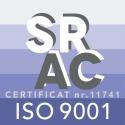 SR
AC
CERTIFICAT nr.11741
ISO 9001